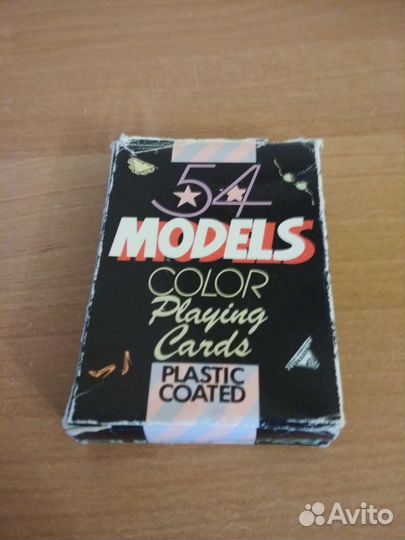 54
MODELS
COLOR
Playing
Cards
PLASTIC
COATED
Avito